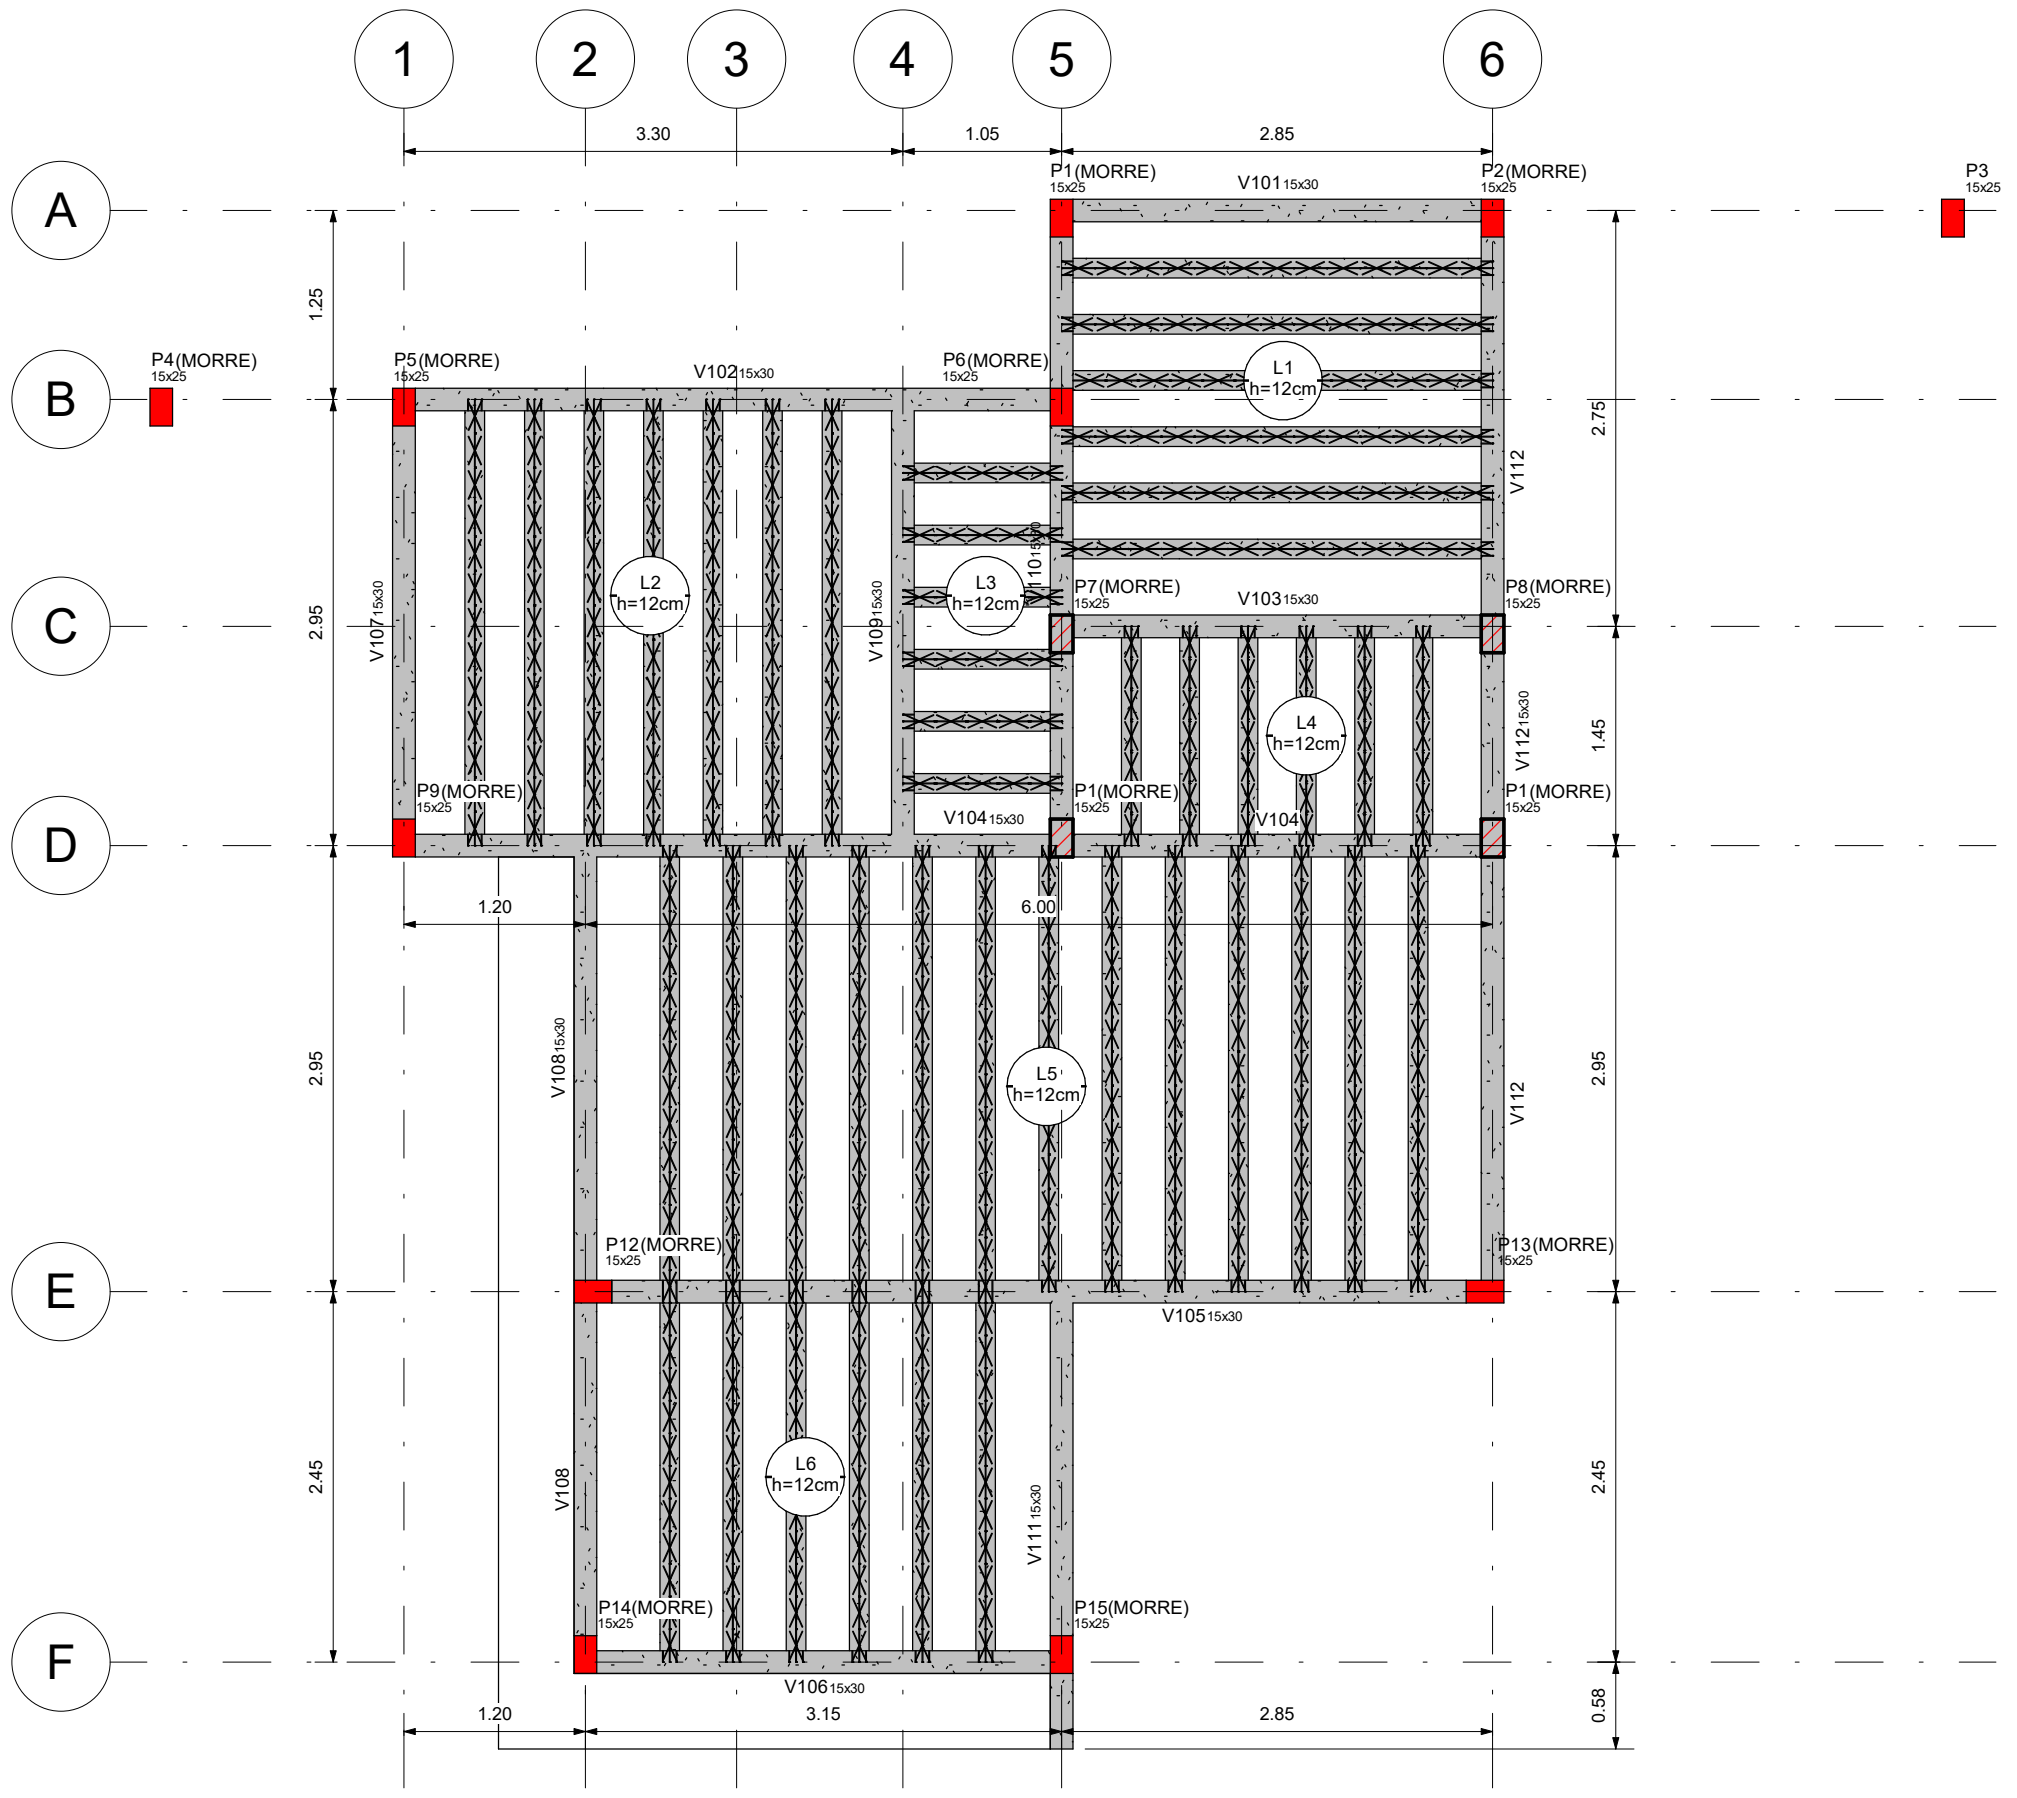 1
2
3
4
5
6
3.30
1.05
2.85
P1(MORRE)
15x25
V101 15x30
P2(MORRE)
15x25
P3
15x25
A
1.25
P4(MORRE)
15x25
P5(MORRE)
15x25
V102 15x30
P6(MORRE)
15x25
L1
h=12cm
2.75
B
V112
2.95
V107 15x30
L2
h=12cm
V109 15x30
L3
h=12cm
P7(MORRE)
15x25
V103 15x30
P8(MORRE)
15x25
C
L4
h=12cm
V112 15x30
1.45
P9(MORRE)
15x25
V104 15x30
P1(MORRE)
15x25
V104
P1(MORRE)
15x25
D
1.20
6.00
2.95
V108 15x30
L5
h=12cm
V112
2.95
P12(MORRE)
15x25
P13(MORRE)
15x25
E
V105 15x30
2.45
V108
L6
h=12cm
V111 15x30
2.45
P14(MORRE)
15x25
P15(MORRE)
15x25
F
V106 15x30
1.20
3.15
2.85
0.58